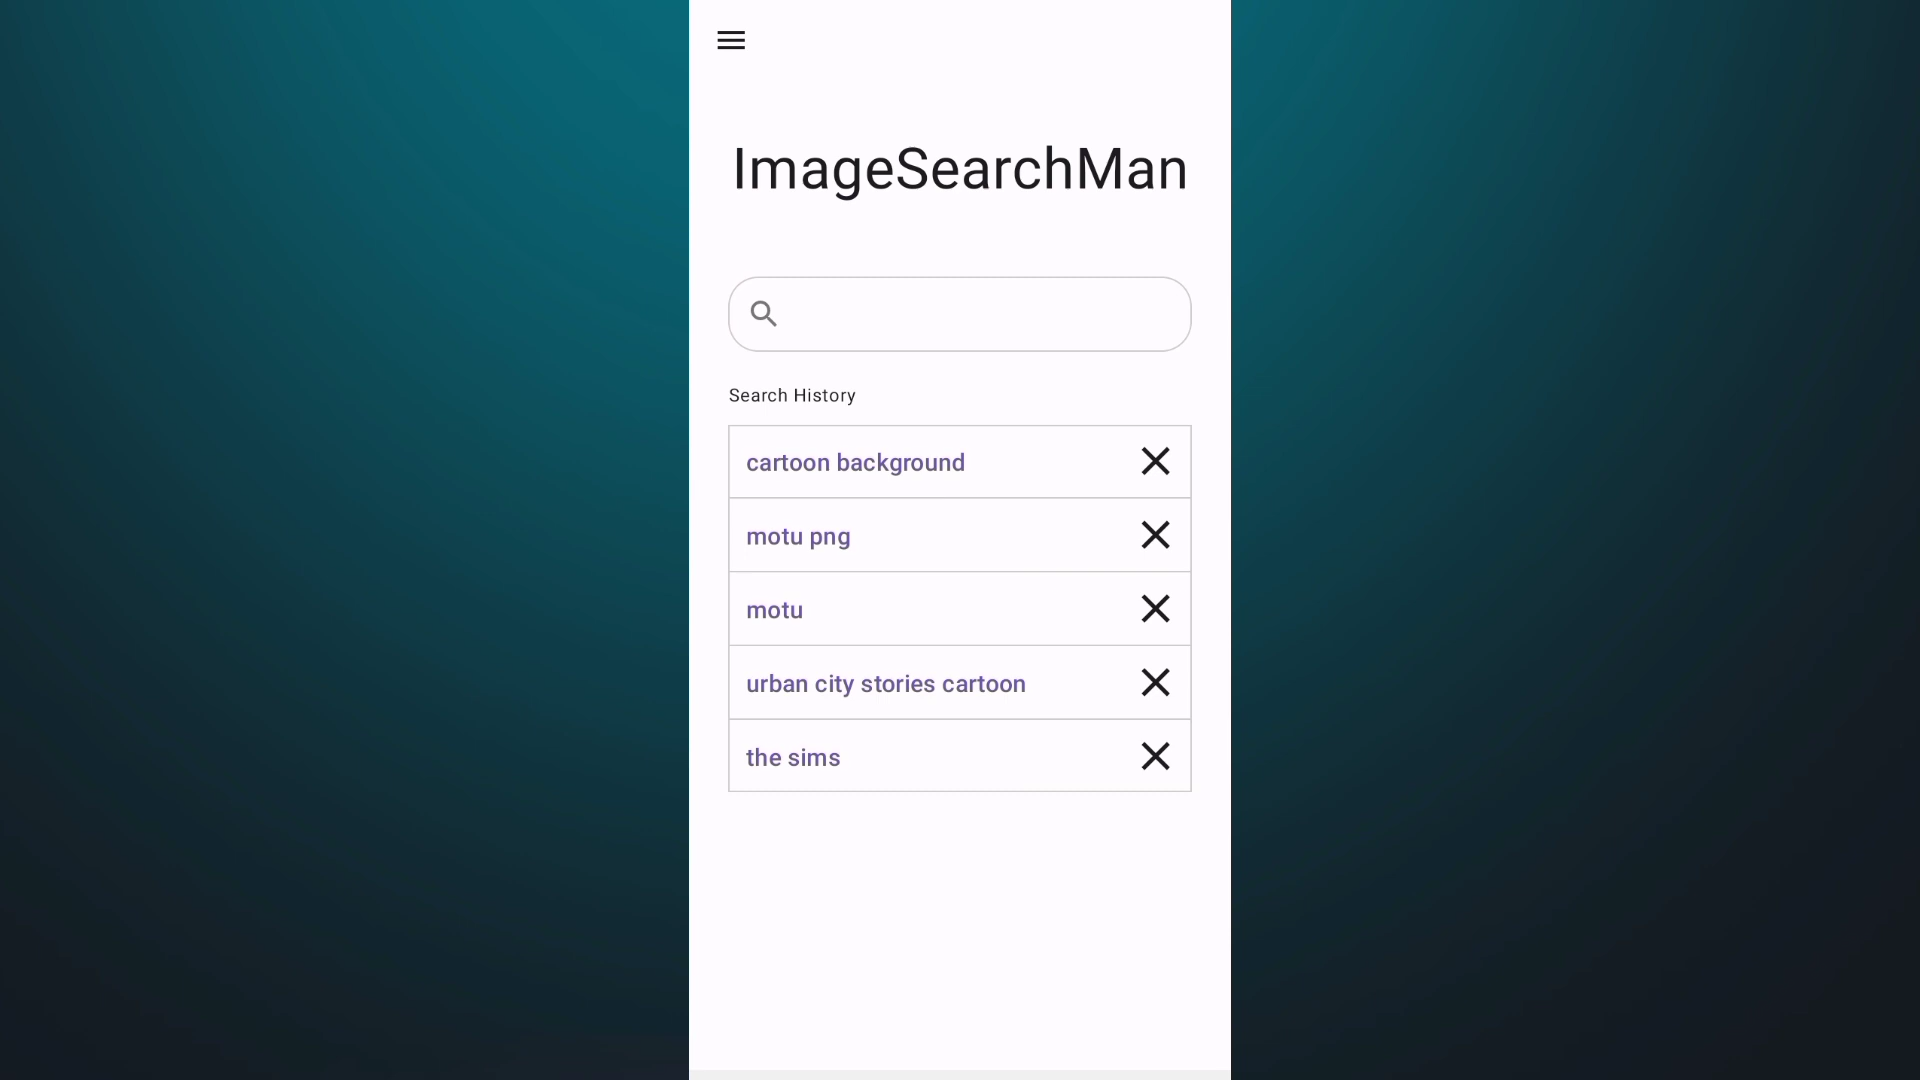 ImageSearchMan
Search History
cartoon background
motu png
motu
urban city stories cartoon
the sims